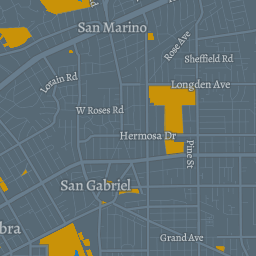 San Marino
Rose Ave
Sheffield Rd
Lorain Rd
Longden Ave
W Roses Rd
Hermosa Dr
Pine St
San Gabriel
bra
Grand Ave